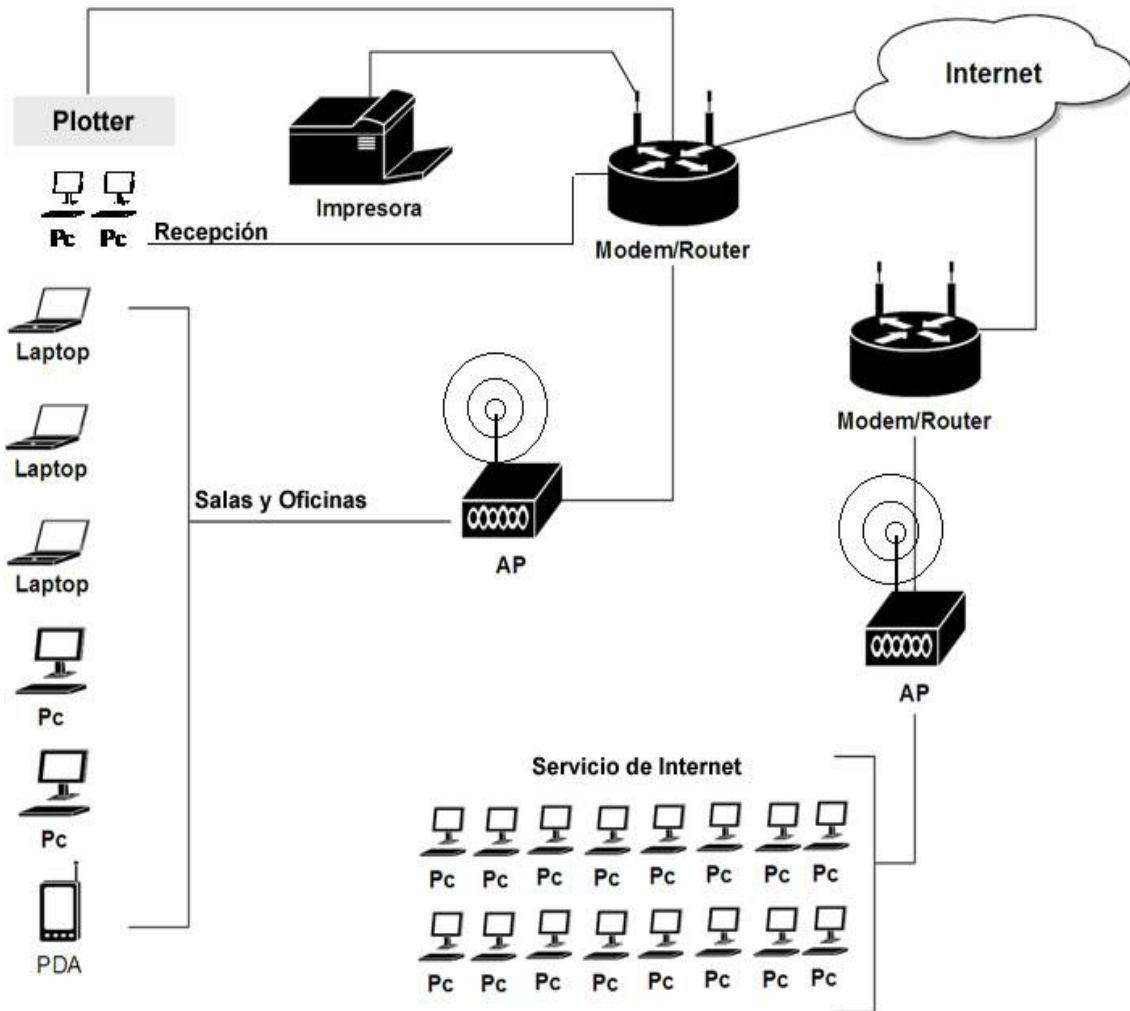 Internet
Plotter
Impresora
Modem/Router
Pc Pc
Recepción
Laptop
Modem/Router
Laptop
Salas y Oficinas
AP
Laptop
AP
Pc
Servicio de Internet
Pc
Pc Pc Pc Pc Pc Pc Pc Pc
PDA
Pc Pc Pc Pc Pc Pc Pc Pc